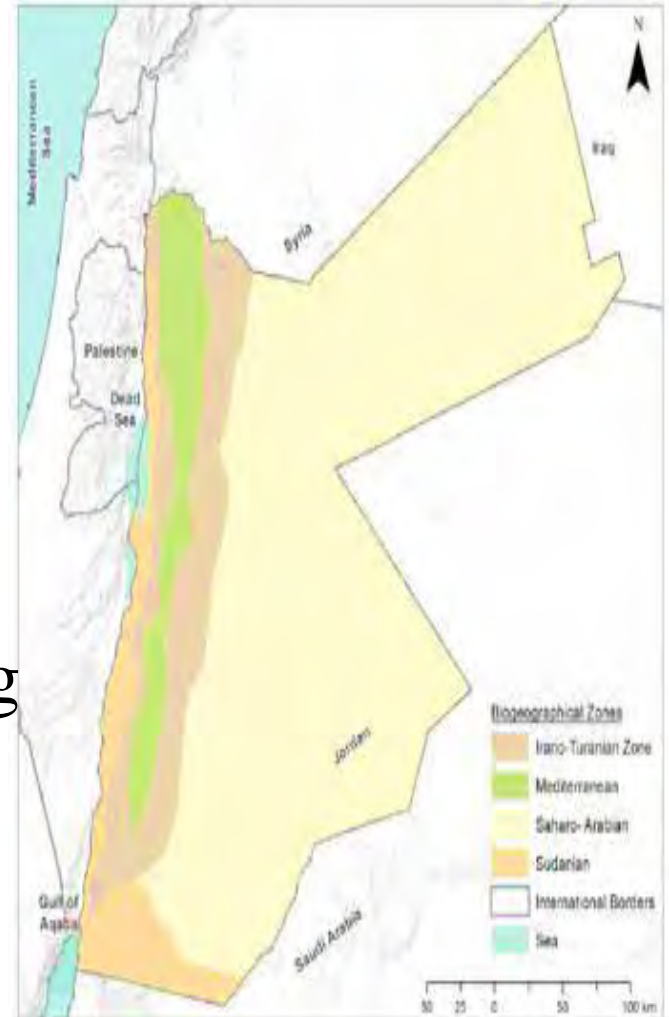 N
Mediterranean
Sea
Iraq
Syria
Palestine
Dead
Sea
g
Biogeographical Zones
Irano-Turanian Zone
Mediterranean
Saharo- Arabian
Sudanian
International Borders
Sea
Jordan
Gulf of
Aqaba
Saudi Arabia
50 25 0 50 100 km